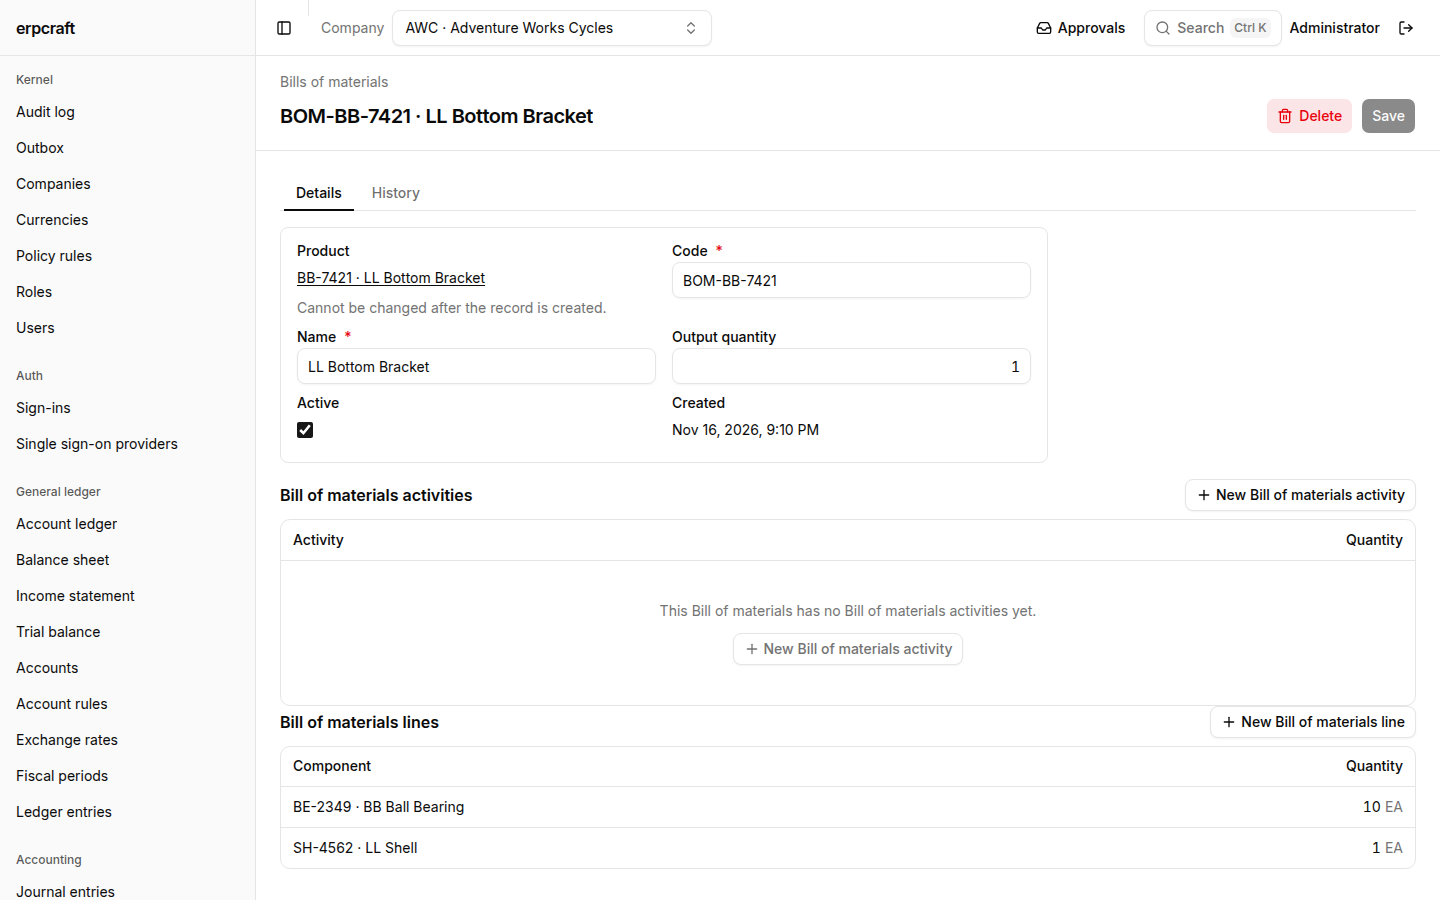 erpcraft
Company
AWC · Adventure Works Cycles
Approvals
Search Ctrl K
Administrator
Kernel
Audit log
Outbox
Companies
Currencies
Policy rules
Roles
Users
Auth
Sign-ins
Single sign-on providers
General ledger
Account ledger
Balance sheet
Income statement
Trial balance
Accounts
Account rules
Exchange rates
Fiscal periods
Ledger entries
Accounting
Journal entries
Bills of materials
BOM-BB-7421 · LL Bottom Bracket
Delete
Save
Details
History
Product
BB-7421 · LL Bottom Bracket
Cannot be changed after the record is created.
Code *
BOM-BB-7421
Name *
LL Bottom Bracket
Output quantity
1
Active
Created
Nov 16, 2026, 9:10 PM
Bill of materials activities
New Bill of materials activity
Activity Quantity
This Bill of materials has no Bill of materials activities yet.
New Bill of materials activity
Bill of materials lines
New Bill of materials line
Component Quantity
BE-2349 · BB Ball Bearing 10 EA
SH-4562 · LL Shell 1 EA